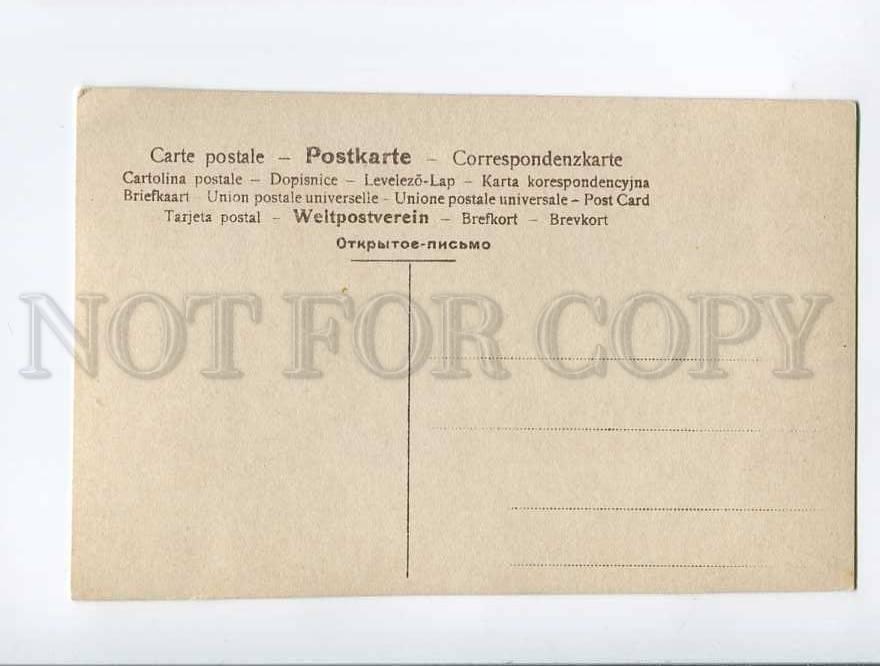 Carte postale – Postkarte – Correspondenzkarte
Cartolina postale – Dopisnice – Levelező-Lap – Karta korespondencyjna
Briefkaart - Union postale universelle - Unione postale universale – Post Card
Tarjeta postal – Weltpostverein – Brefkort – Brevkort
Открытое-письмо
NOT FOR COPY